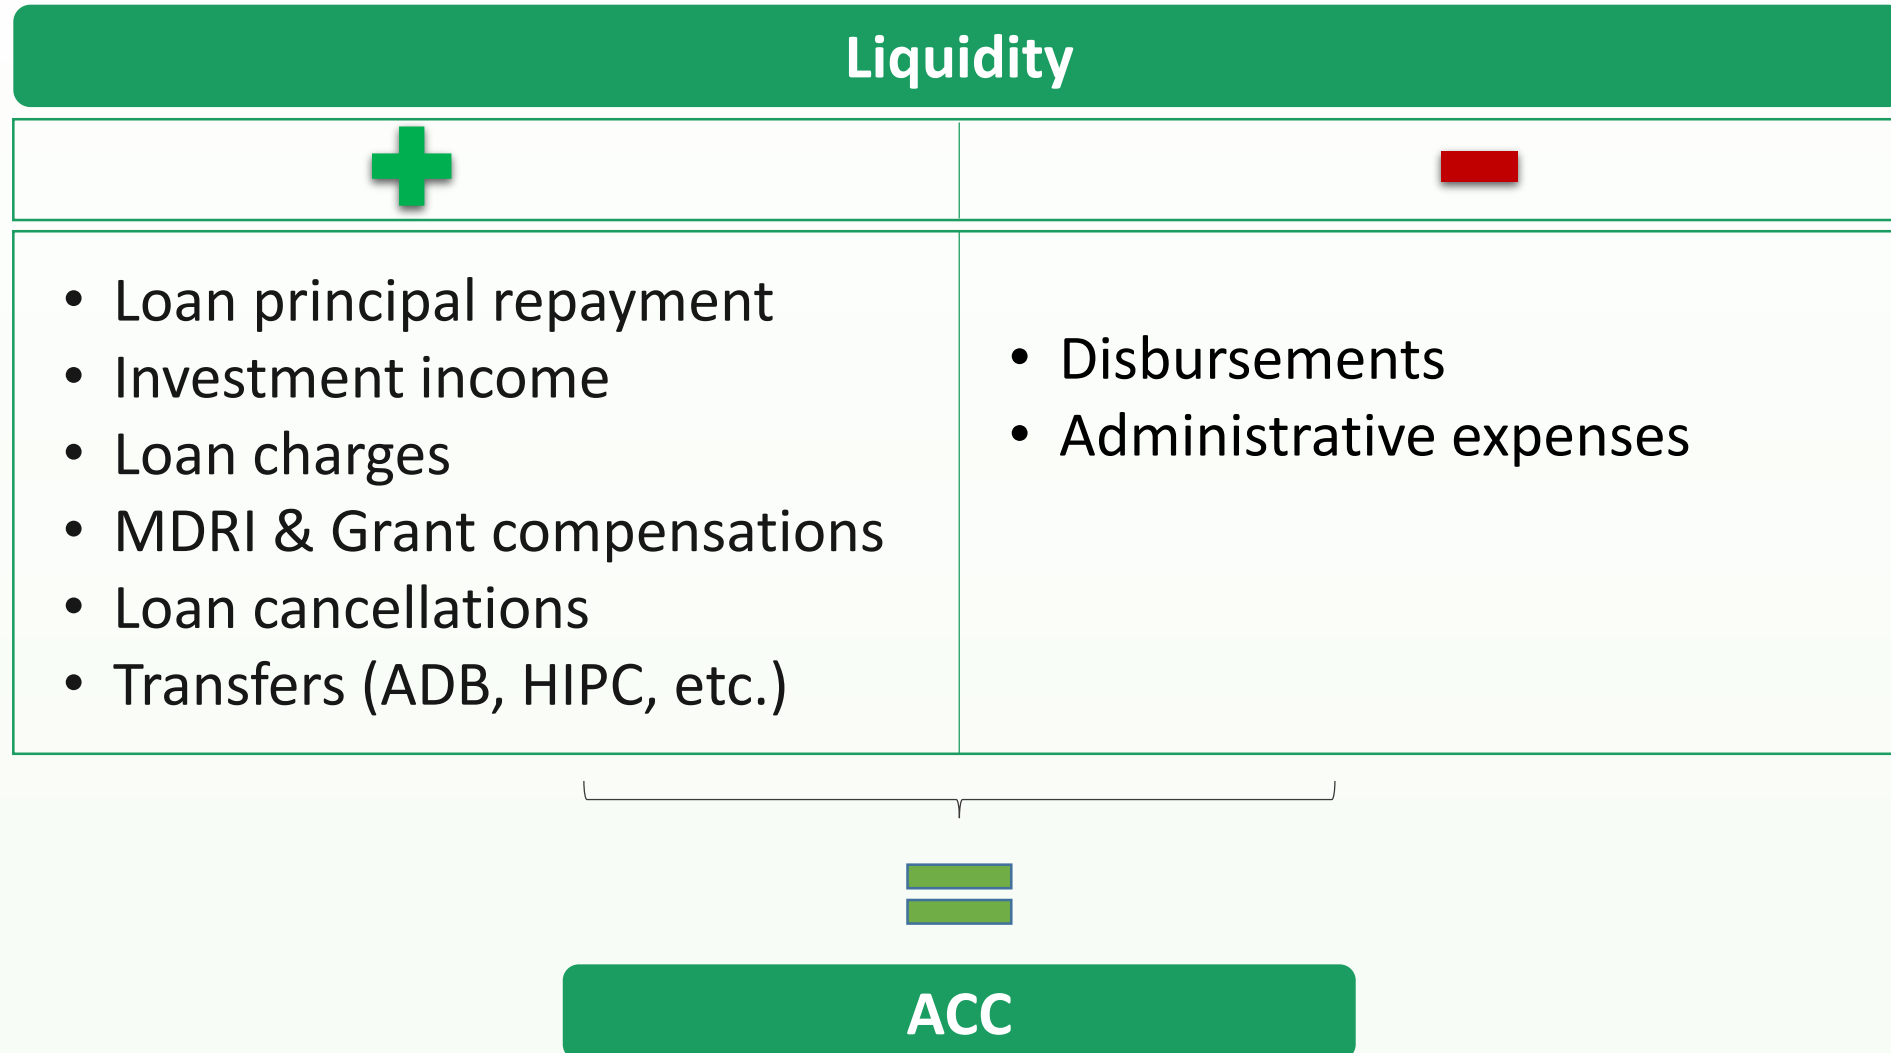 Liquidity
• Loan principal repayment
• Investment income
• Loan charges
• MDRI & Grant compensations
• Loan cancellations
• Transfers (ADB, HIPC, etc.)
• Disbursements
• Administrative expenses
ACC